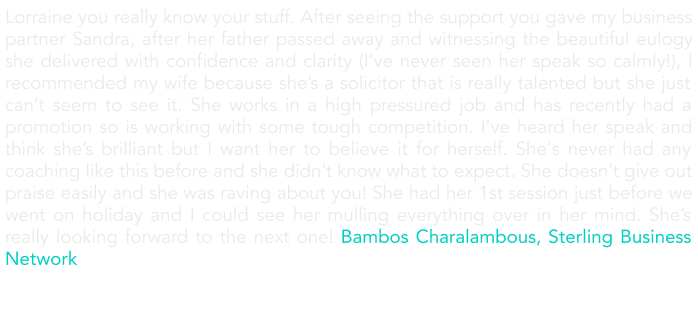 Lorraine you really know your stuff. After seeing the support you gave my business
partner Sandra, after her father passed away and witnessing the beautiful eulogy
she delivered with confidence and clarity (I’ve never seen her speak so calmly!), I
recommended my wife because she’s a solicitor that is really talented but she just
can’t seem to see it. She works in a high pressured job and has recently had a
promotion so is working with some tough competition. I’ve heard her speak and
think she’s brilliant but I want her to believe it for herself. She's never had any
coaching like this before and she didn’t know what to expect. She doesn’t give out
praise easily and she was raving about you! She had her 1st session just before we
went on holiday and I could see her mulling everything over in her mind. She’s
really looking forward to the next one! Bambos Charalambous, Sterling Business
Network